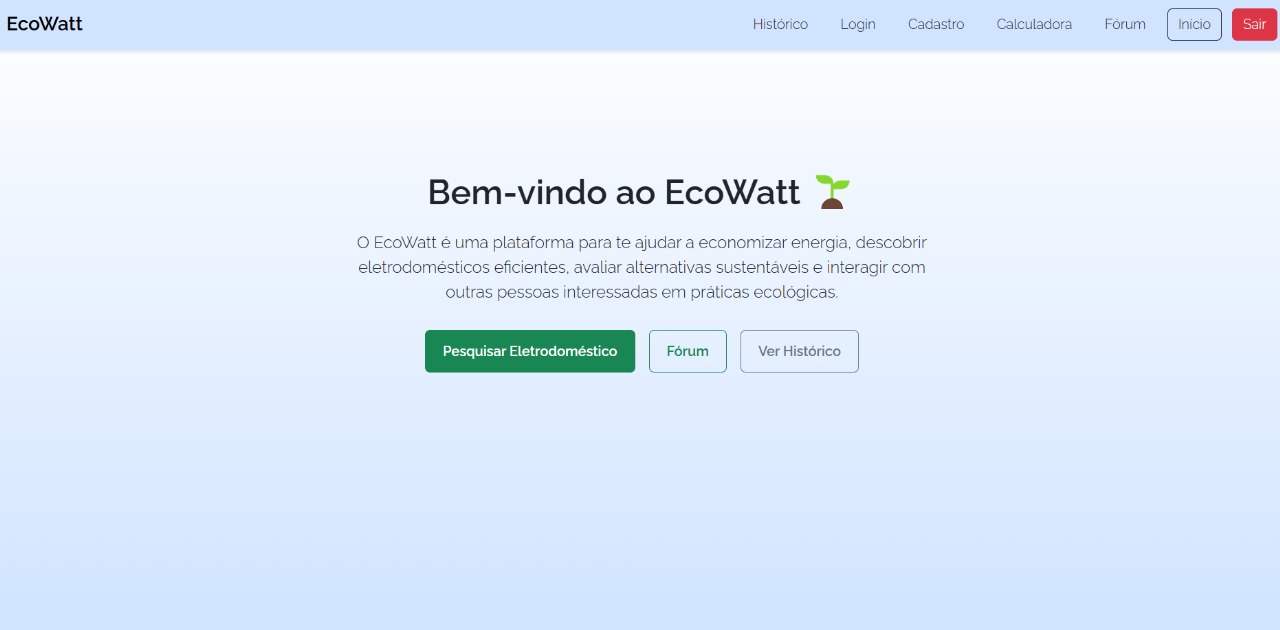 EcoWatt
Histórico Login Cadastro Calculadora Fórum Início Sair
Bem-vindo ao EcoWatt
O EcoWatt é uma plataforma para te ajudar a economizar energia, descobrir
eletrodomésticos eficientes, avaliar alternativas sustentáveis e interagir com
outras pessoas interessadas em práticas ecológicas.
Pesquisar Eletrodoméstico Fórum Ver Histórico